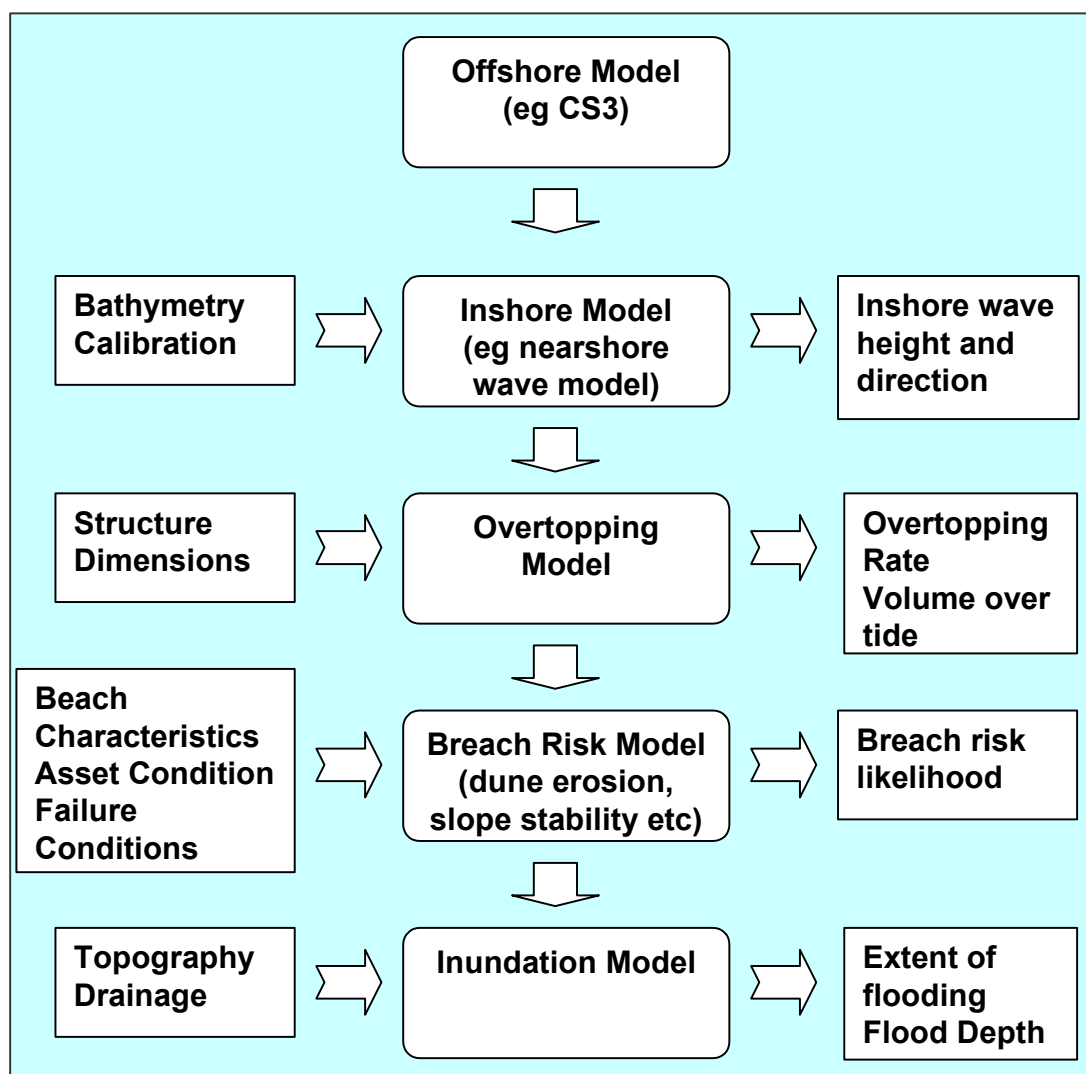 Offshore Model
(eg CS3)
Bathymetry
Calibration
Inshore Model
(eg nearshore
wave model)
Inshore wave
height and
direction
Structure
Dimensions
Overtopping
Model
Overtopping
Rate
Volume over
tide
Beach
Characteristics
Asset Condition
Failure
Conditions
Breach Risk Model
(dune erosion,
slope stability etc)
Breach risk
likelihood
Topography
Drainage
Inundation Model
Extent of
flooding
Flood Depth